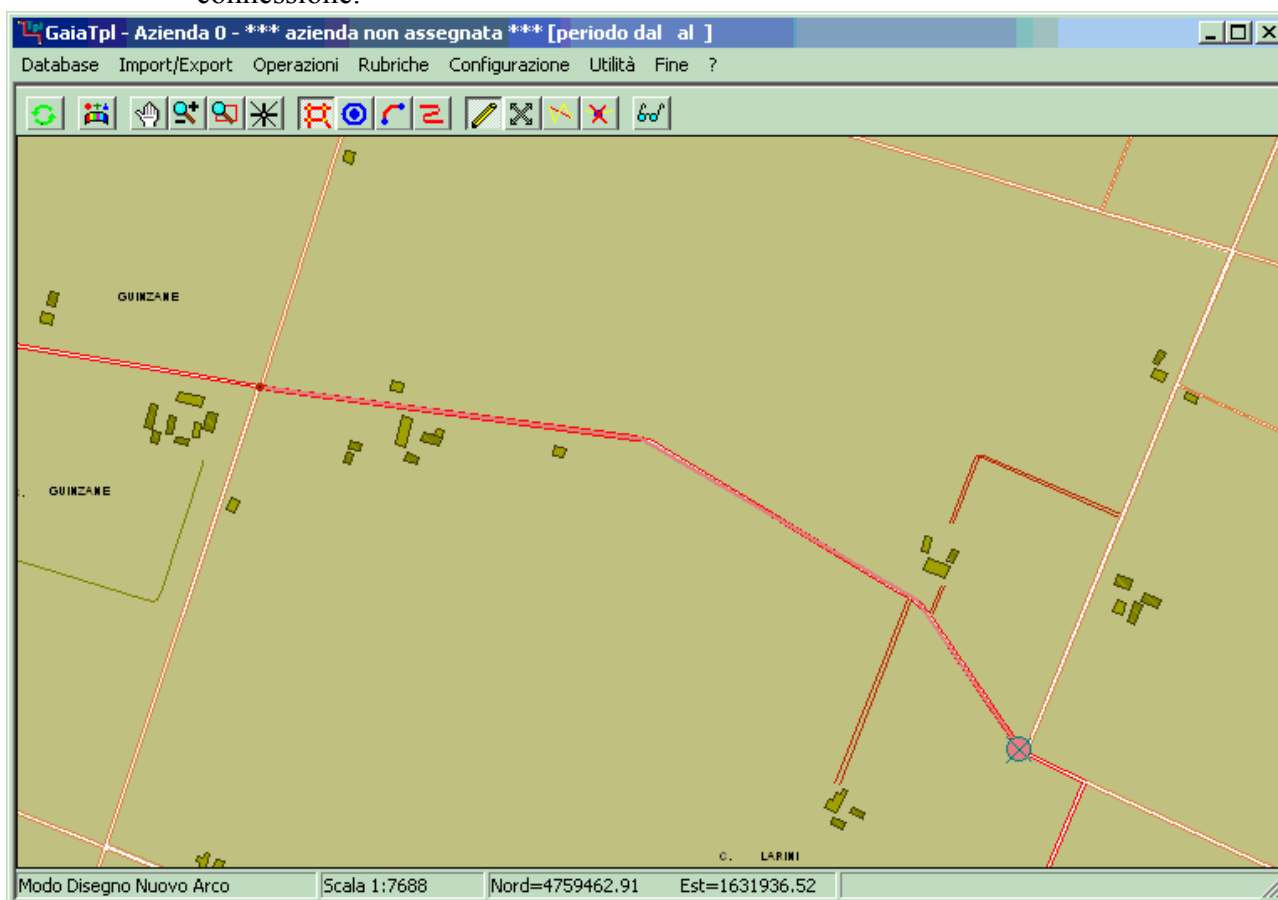 connessione.
GaiaTpl - Azienda 0 - *** azienda non assegnata *** [periodo dal al ]
Database Import/Export Operazioni Rubriche Configurazione Utilità Fine ?
GUINZANE
C. GUINZANE
C. LARINI
Modo Disegno Nuovo Arco Scala 1:7688 Nord=4759462.91 Est=1631936.52